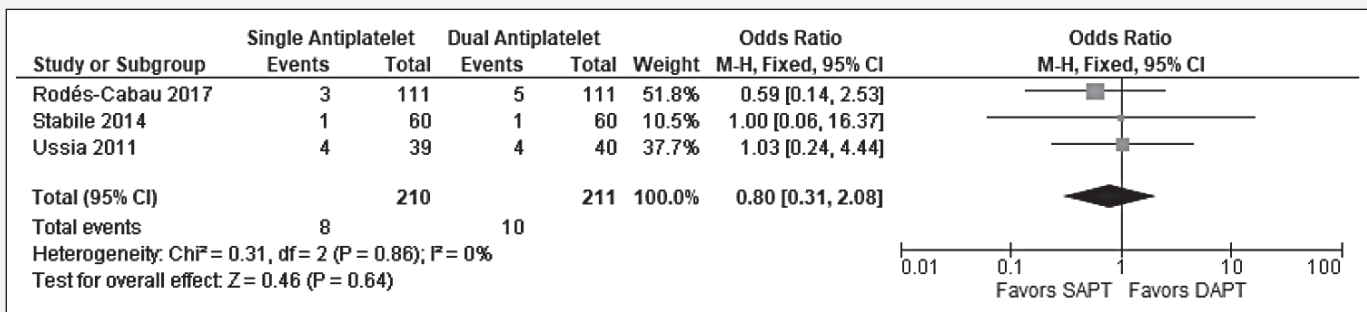 Single Antiplatelet Dual Antiplatelet Odds Ratio Odds Ratio
Study or Subgroup Events Total Events Total Weight M-H, Fixed, 95% CI M-H, Fixed, 95% CI
Rodés-Cabau 2017 3 111 5 111 51.8% 0.59 [0.14, 2.53]
Stabile 2014 1 60 1 60 10.5% 1.00 [0.06, 16.37]
Ussia 2011 4 39 4 40 37.7% 1.03 [0.24, 4.44]
Total (95% CI) 210 211 100.0% 0.80 [0.31, 2.08]
Total events 8 10
Heterogeneity: Chi² = 0.31, df = 2 (P = 0.86); I² = 0%
Test for overall effect: Z = 0.46 (P = 0.64)
0.01 0.1 1 10 100
Favors SAPT Favors DAPT